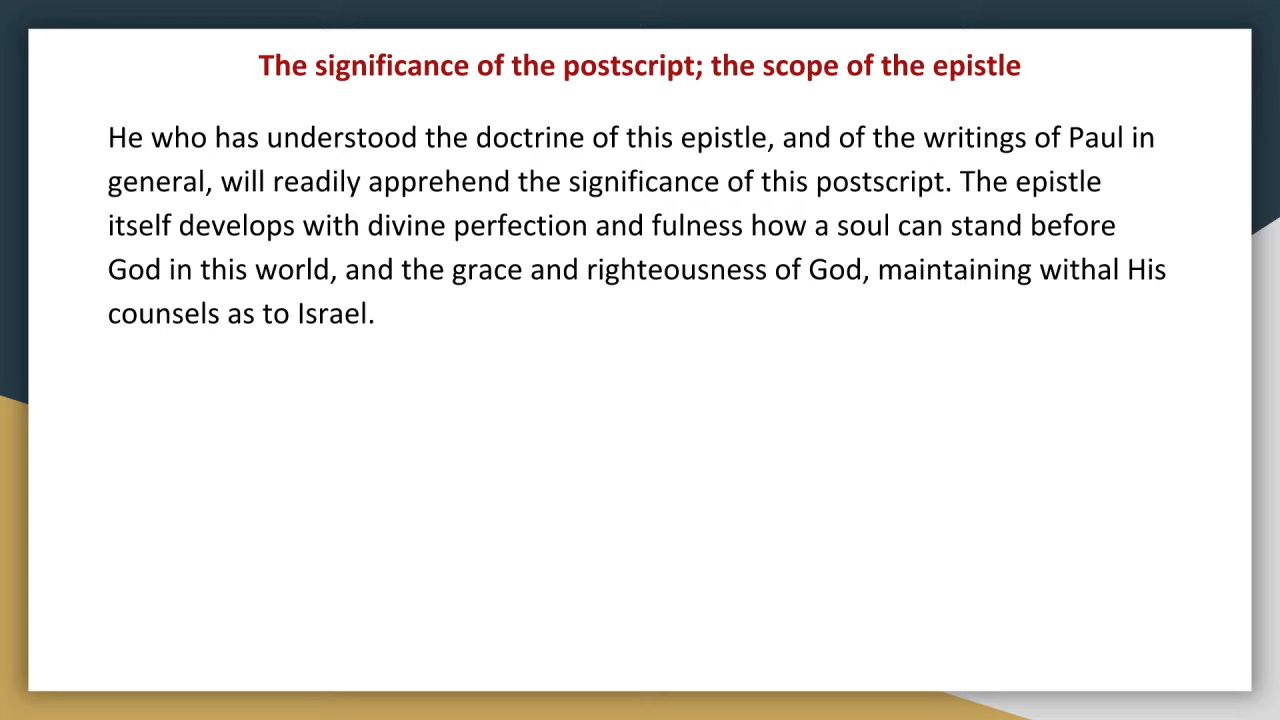 The significance of the postscript; the scope of the epistle
He who has understood the doctrine of this epistle, and of the writings of Paul in
general, will readily apprehend the significance of this postscript. The epistle
itself develops with divine perfection and fulness how a soul can stand before
God in this world, and the grace and righteousness of God, maintaining withal His
counsels as to Israel.